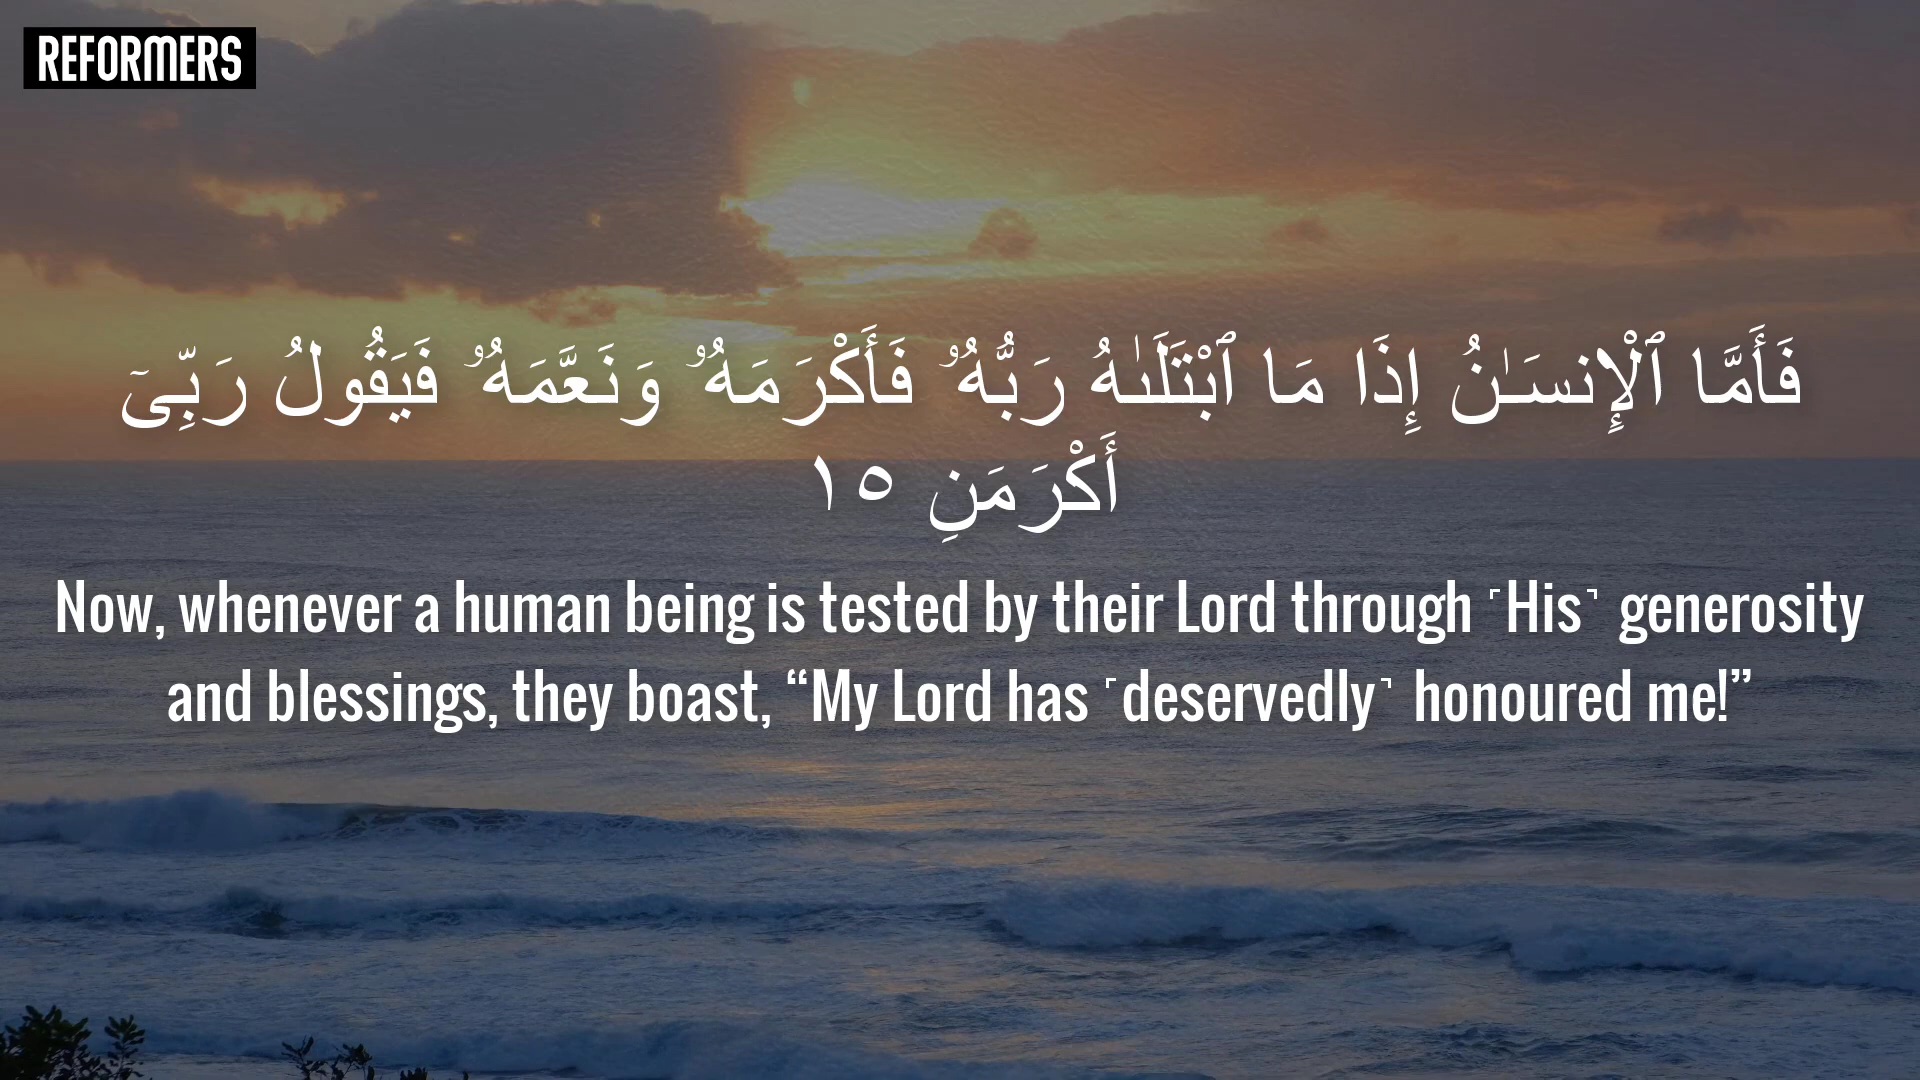 REFORMERS
فَأَمَّا ٱلْإِنسَـٰنُ إِذَا مَا ٱبْتَلَىٰهُ رَبُّهُۥ فَأَكْرَمَهُۥ وَنَعَّمَهُۥ فَيَقُولُ رَبِّىٓ
أَكْرَمَنِ ١٥
Now, whenever a human being is tested by their Lord through ˹His˺ generosity
and blessings, they boast, “My Lord has ˹deservedly˺ honoured me!”